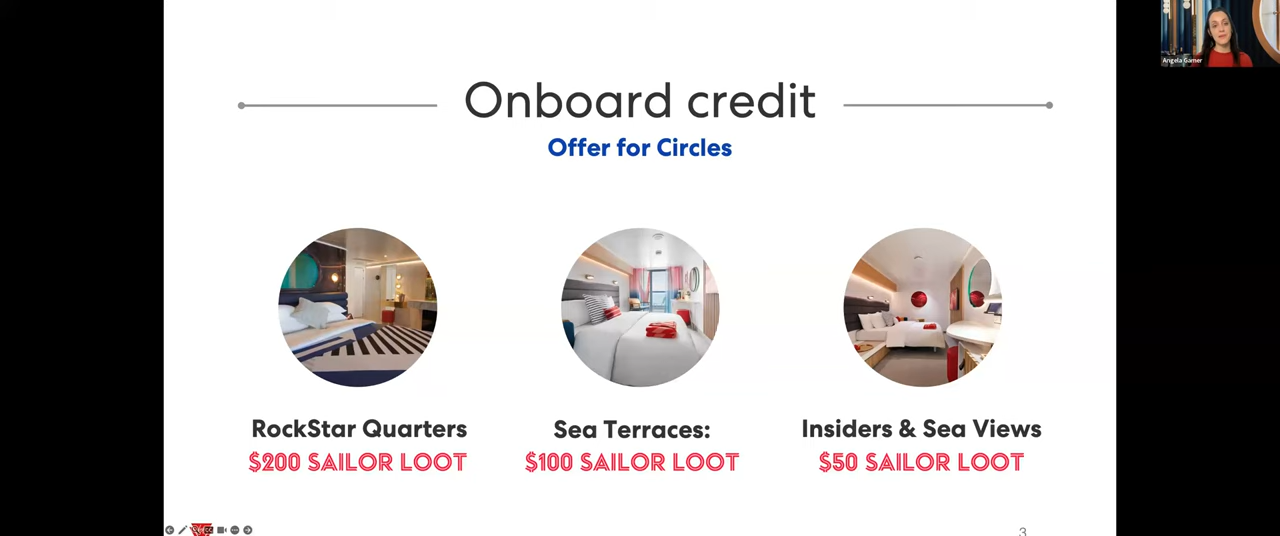 Onboard credit
Offer for Circles
RockStar Quarters
$200 SAILOR LOOT
Sea Terraces:
$100 SAILOR LOOT
Insiders & Sea Views
$50 SAILOR LOOT
3
Angela Garner